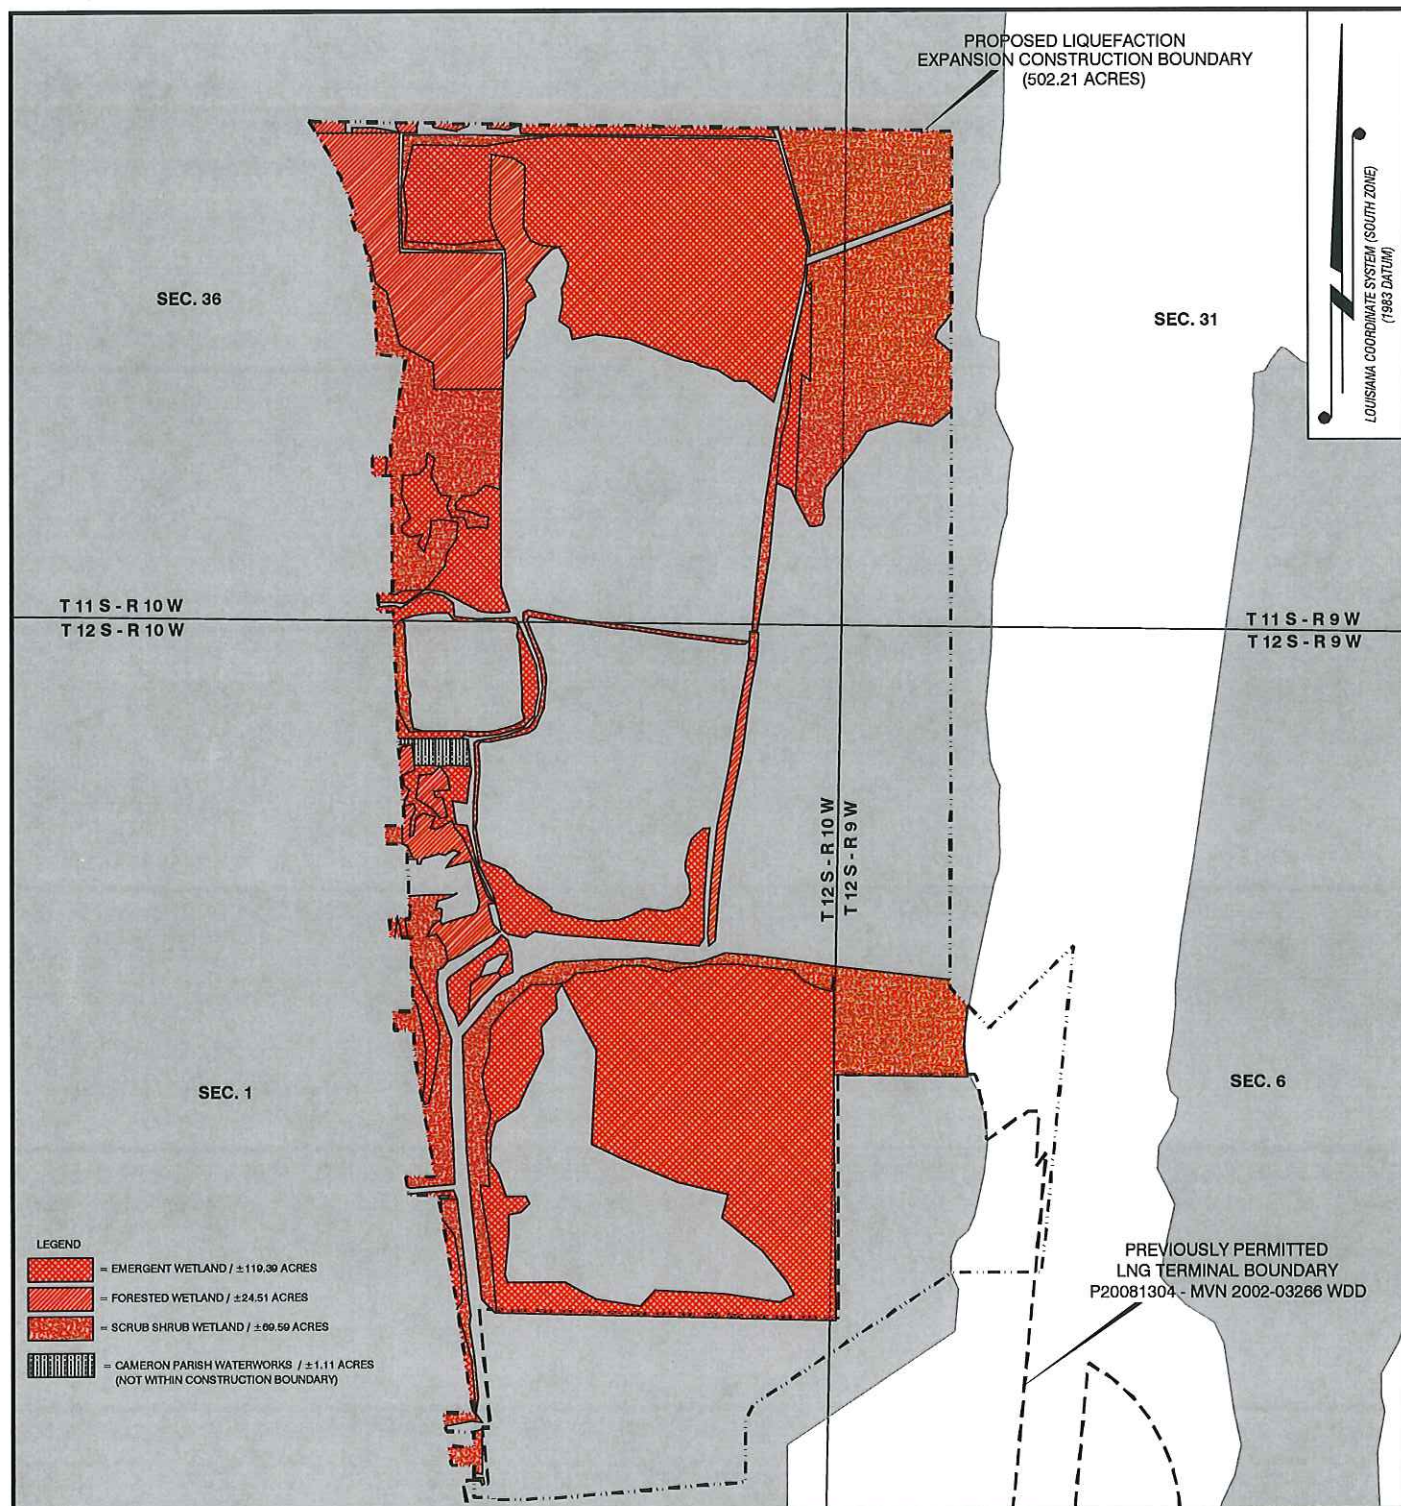 PROPOSED LIQUEFACTION
EXPANSION CONSTRUCTION BOUNDARY
(502.21 ACRES)
LOUISIANA COORDINATE SYSTEM (SOUTH ZONE)
(1983 DATUM)
SEC. 36
SEC. 31
T 11 S - R 10 W
T 12 S - R 10 W
T 11 S - R 9 W
T 12 S - R 9 W
T 12 S - R 10 W
T 12 S - R 9 W
SEC. 1
SEC. 6
LEGEND
= EMERGENT WETLAND / ±119.39 ACRES
= FORESTED WETLAND / ±24.51 ACRES
= SCRUB SHRUB WETLAND / ±69.59 ACRES
= CAMERON PARISH WATERWORKS / ±1.11 ACRES
(NOT WITHIN CONSTRUCTION BOUNDARY)
PREVIOUSLY PERMITTED
LNG TERMINAL BOUNDARY
P20081304 - MVN 2002-03266 WDD